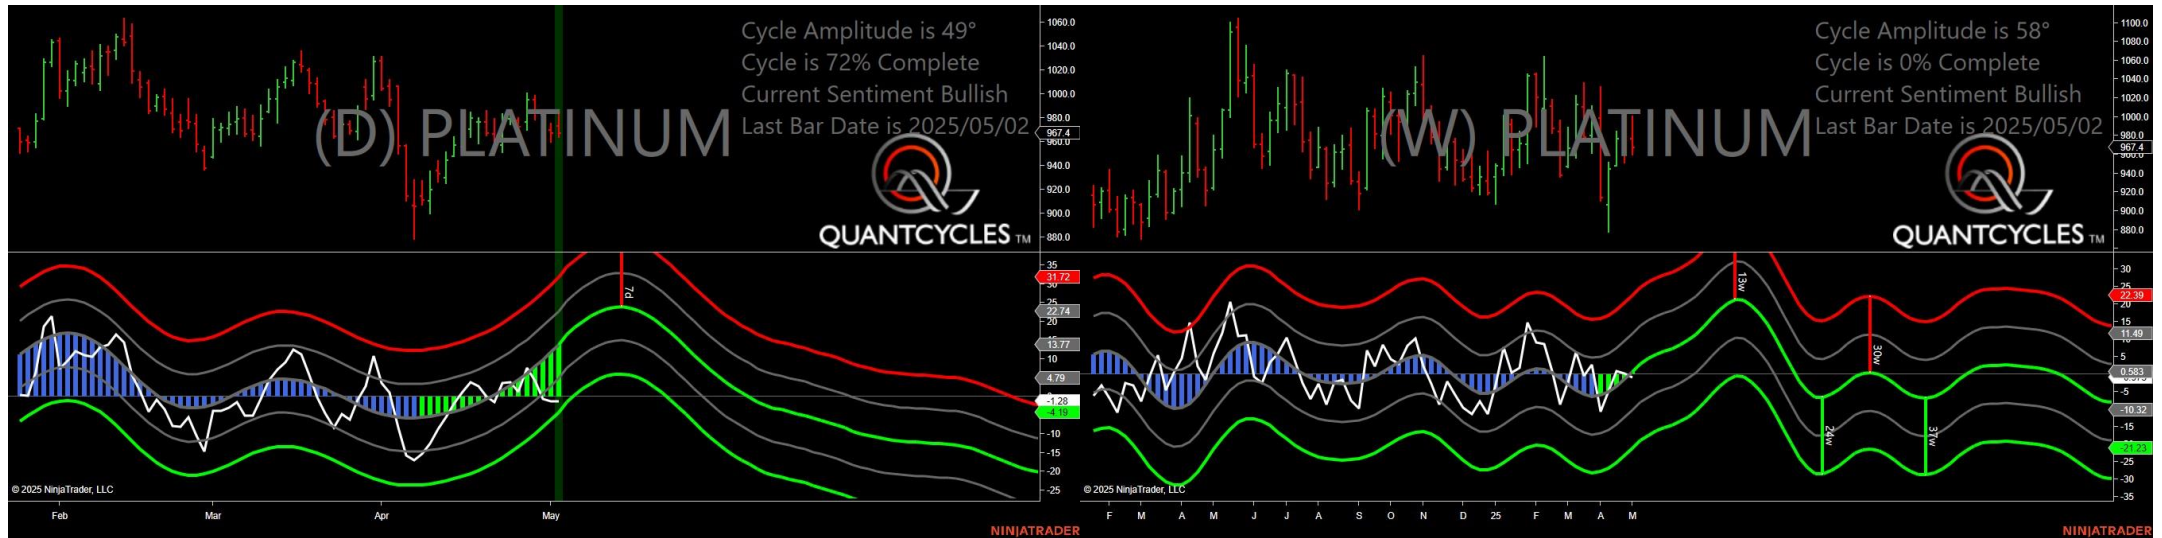 Cycle Amplitude is 49°
Cycle is 72% Complete
Current Sentiment Bullish
Last Bar Date is 2025/05/02
(D) PLATINUM
QUANTCYCLES TM
1060.0
1040.0
1020.0
1000.0
980.0
967.4
960.0
940.0
920.0
900.0
880.0
35
31.72
30
25
22.74
20
13.77
10
4.79
-1.28
-4.19
-10
-15
-20
-25
7d
© 2025 NinjaTrader, LLC
Feb Mar Apr May
NINJATRADER
Cycle Amplitude is 58°
Cycle is 0% Complete
Current Sentiment Bullish
Last Bar Date is 2025/05/02
(W) PLATINUM
QUANTCYCLES TM
1100.0
1080.0
1060.0
1040.0
1020.0
1000.0
980.0
967.4
940.0
920.0
900.0
880.0
30
22.39
20
15
11.49
5
0.583
-5
-10.32
-15
-21.23
-25
-30
-35
13w
30w
24w
37w
© 2025 NinjaTrader, LLC
F M A M J J A S O N D 25 F M A M
NINJATRADER